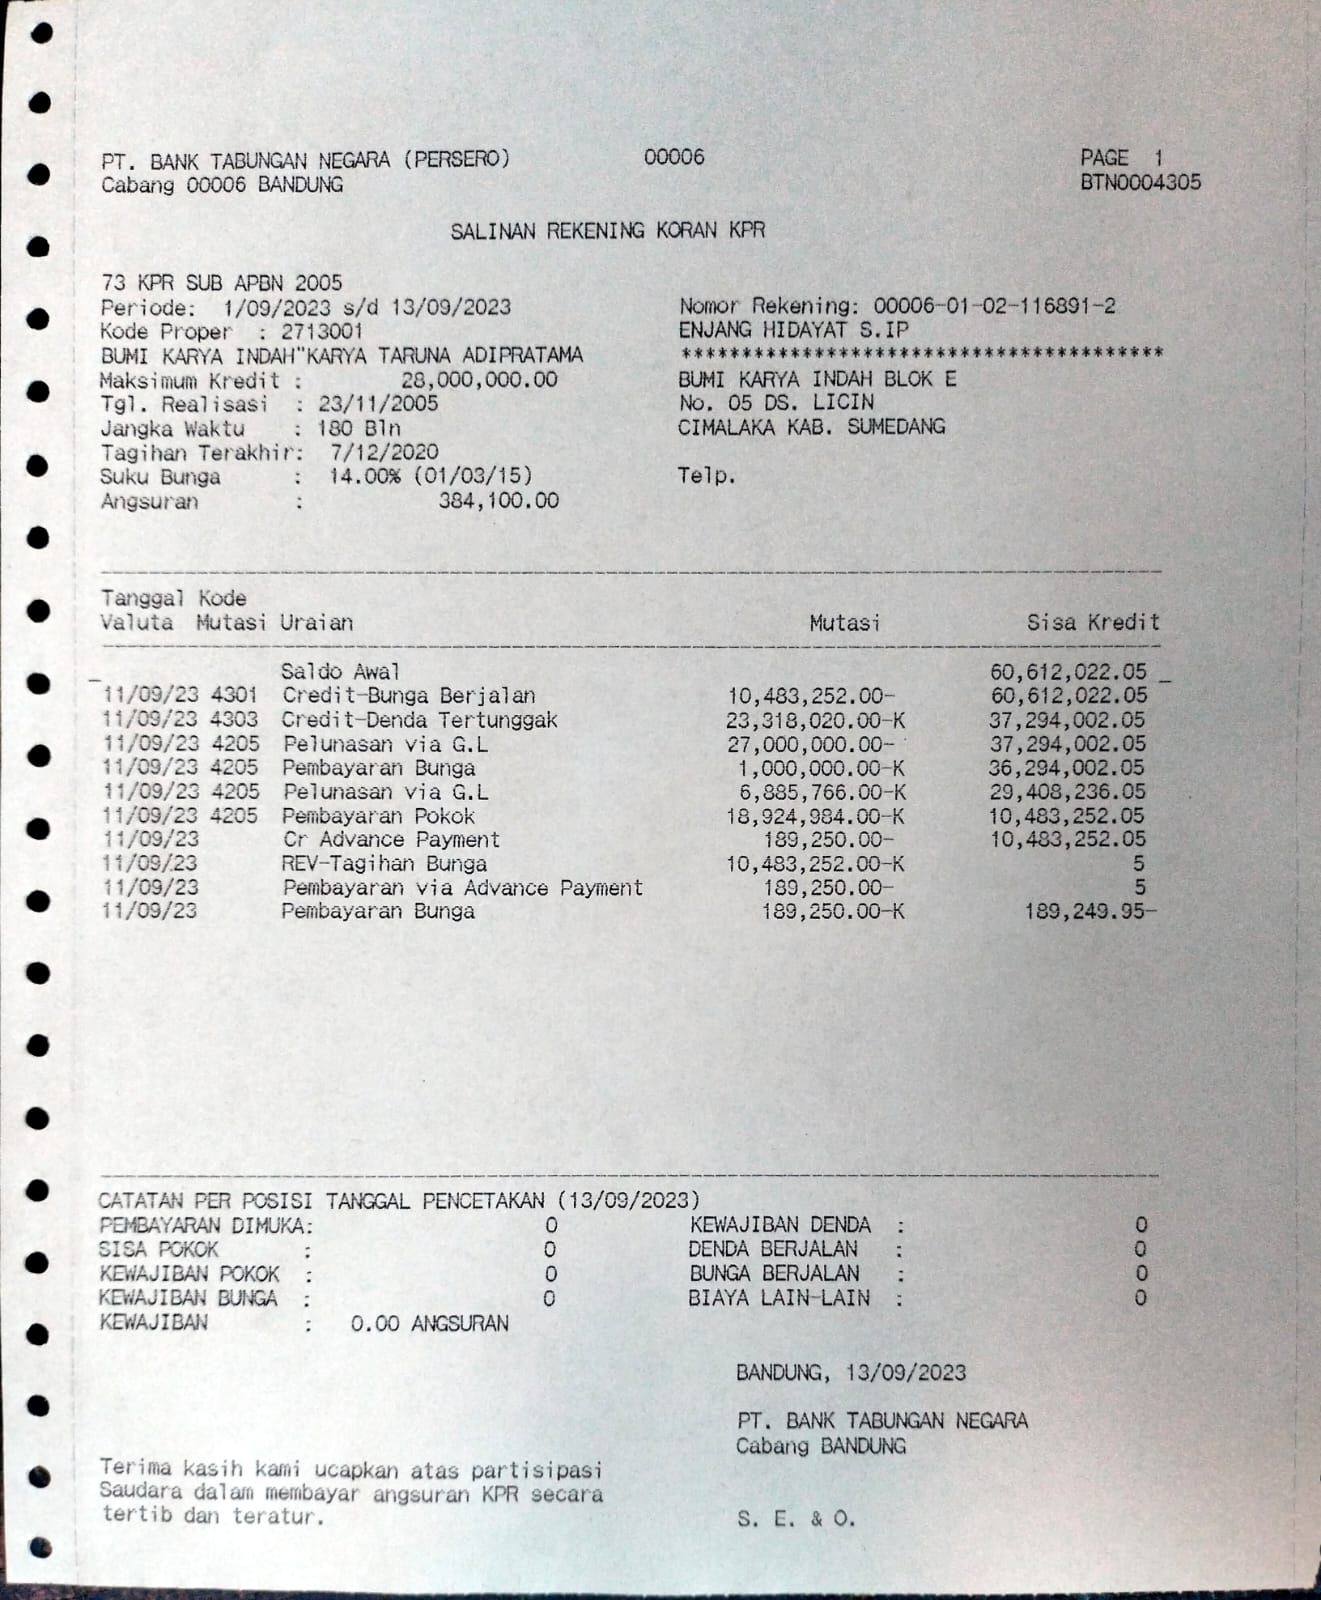 PT. BANK TABUNGAN NEGARA (PERSERO) 00006 PAGE 1
Cabang 00006 BANDUNG BTN0004305
SALINAN REKENING KORAN KPR
73 KPR SUB APBN 2005
Periode: 1/09/2023 s/d 13/09/2023 Nomor Rekening: 00006-01-02-116891-2
Kode Proper : 2713001 ENJANG HIDAYAT S.IP
BUMI KARYA INDAH"KARYA TARUNA ADIPRATAMA ****************************************
Maksimum Kredit : 28,000,000.00 BUMI KARYA INDAH BLOK E
Tgl. Realisasi : 23/11/2005 No. 05 DS. LICIN
Jangka Waktu : 180 Bln CIMALAKA KAB. SUMEDANG
Tagihan Terakhir: 7/12/2020
Suku Bunga : 14.00% (01/03/15) Telp.
Angsuran : 384,100.00
Tanggal Kode
Valuta Mutasi Uraian Mutasi Sisa Kredit
Saldo Awal 60,612,022.05
11/09/23 4301 Credit-Bunga Berjalan 10,483,252.00- 60,612,022.05
11/09/23 4303 Credit-Denda Tertunggak 23,318,020.00-K 37,294,002.05
11/09/23 4205 Pelunasan via G.L 27,000,000.00- 37,294,002.05
11/09/23 4205 Pembayaran Bunga 1,000,000.00-K 36,294,002.05
11/09/23 4205 Pelunasan via G.L 6,885,766.00-K 29,408,236.05
11/09/23 4205 Pembayaran Pokok 18,924,984.00-K 10,483,252.05
11/09/23 Cr Advance Payment 189,250.00- 10,483,252.05
11/09/23 REV-Tagihan Bunga 10,483,252.00-K 5
11/09/23 Pembayaran via Advance Payment 189,250.00- 5
11/09/23 Pembayaran Bunga 189,250.00-K 189,249.95-
CATATAN PER POSISI TANGGAL PENCETAKAN (13/09/2023)
PEMBAYARAN DIMUKA: 0 KEWAJIBAN DENDA : 0
SISA POKOK : 0 DENDA BERJALAN : 0
KEWAJIBAN POKOK : 0 BUNGA BERJALAN : 0
KEWAJIBAN BUNGA : 0 BIAYA LAIN-LAIN : 0
KEWAJIBAN : 0.00 ANGSURAN
BANDUNG, 13/09/2023
PT. BANK TABUNGAN NEGARA
Cabang BANDUNG
Terima kasih kami ucapkan atas partisipasi
Saudara dalam membayar angsuran KPR secara
tertib dan teratur. S. E. & O.